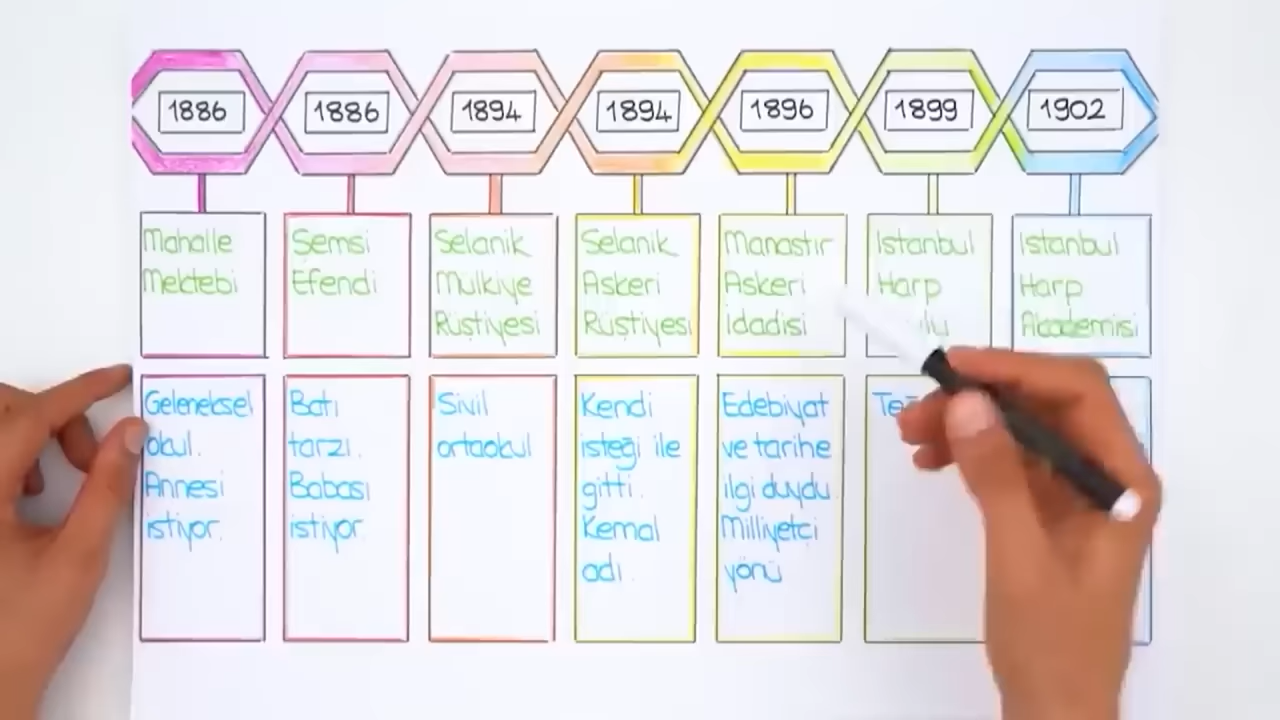 1886
1886
1894
1894
1896
1899
1902
Mahalle
Mektebi
Şemsi
Efendi
Selanik
Mülkiye
Rüştiyesi
Selanik
Askeri
Rüştiyesi
Manastır
Askeri
İdadisi
İstanbul
Harp
İstanbul
Harp
Akademisi
Geleneksel
okul.
Annesi
istiyor.
Batı
tarzı.
Babası
istiyor.
Sivil
ortaokul
Kendi
isteği ile
gitti.
Kemal
adı.
Edebiyat
ve tarihe
ilgi duydu.
Milliyetçi
yönü